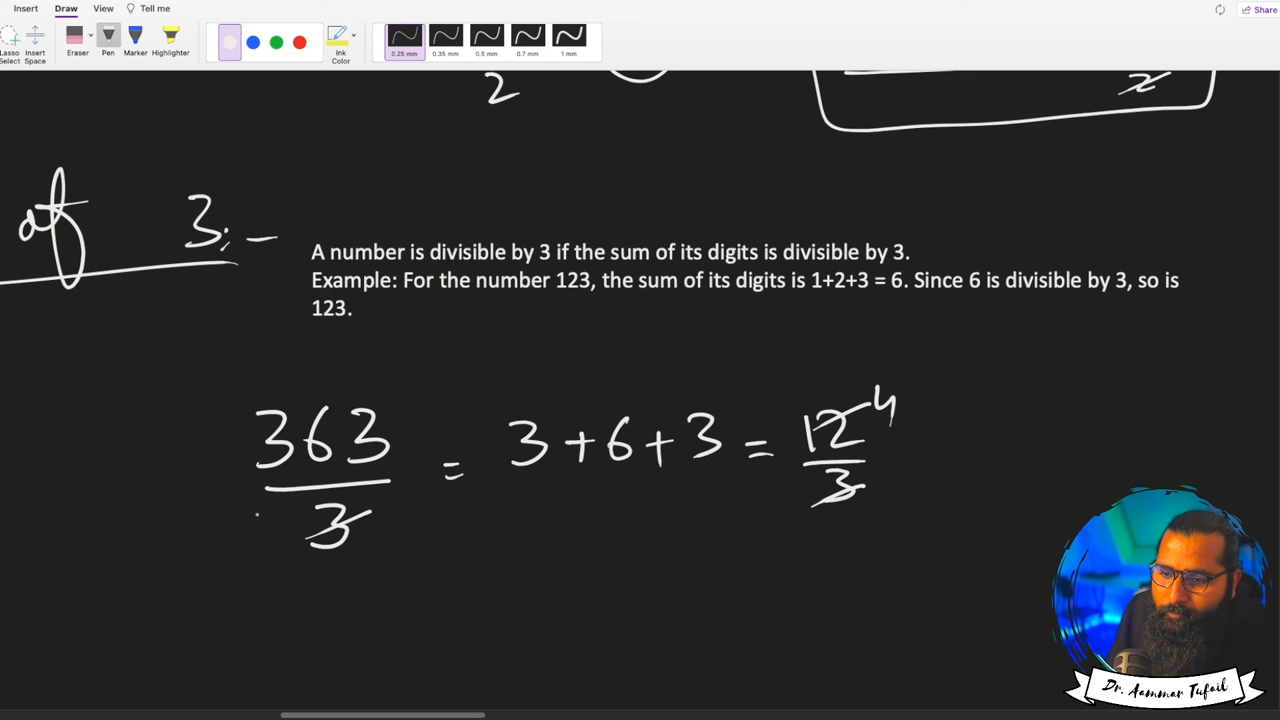 Insert Draw View Tell me
Share
Lasso Select
Insert Space
Eraser
Pen
Marker
Highlighter
Ink Color
0.25 mm 0.35 mm 0.5 mm 0.7 mm 1 mm
2
2
of 3:-
A number is divisible by 3 if the sum of its digits is divisible by 3.
Example: For the number 123, the sum of its digits is 1+2+3 = 6. Since 6 is divisible by 3, so is
123.
363 = 3+6+3 = 12 4
3 3
Dr. Aammar Tufail